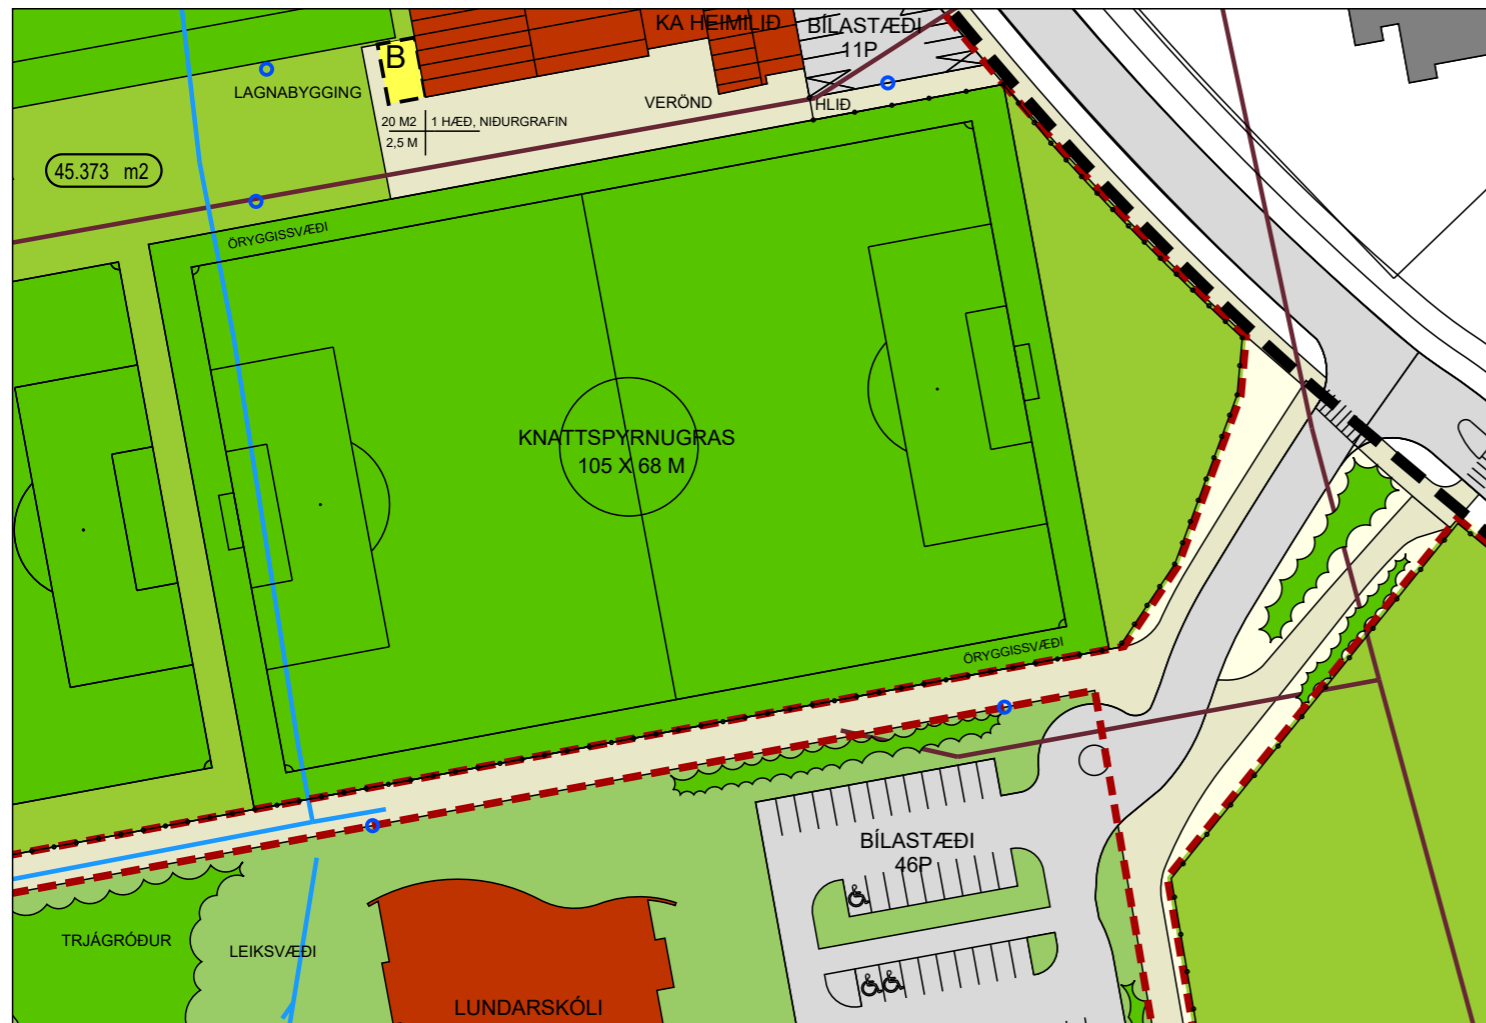 KA HEIMILIÐ
BÍLASTÆÐI
11P
B
LAGNABYGGING
VERÖND
HLIÐ
20 M2
1 HÆÐ, NIÐURGRAFIN
2,5 M
45.373 m2
ÖRYGGISSVÆÐI
KNATTSPYRNUGRAS
105 X 68 M
ÖRYGGISSVÆÐI
BÍLASTÆÐI
46P
TRJÁGRÓÐUR
LEIKSVÆÐI
LUNDARSKÓLI